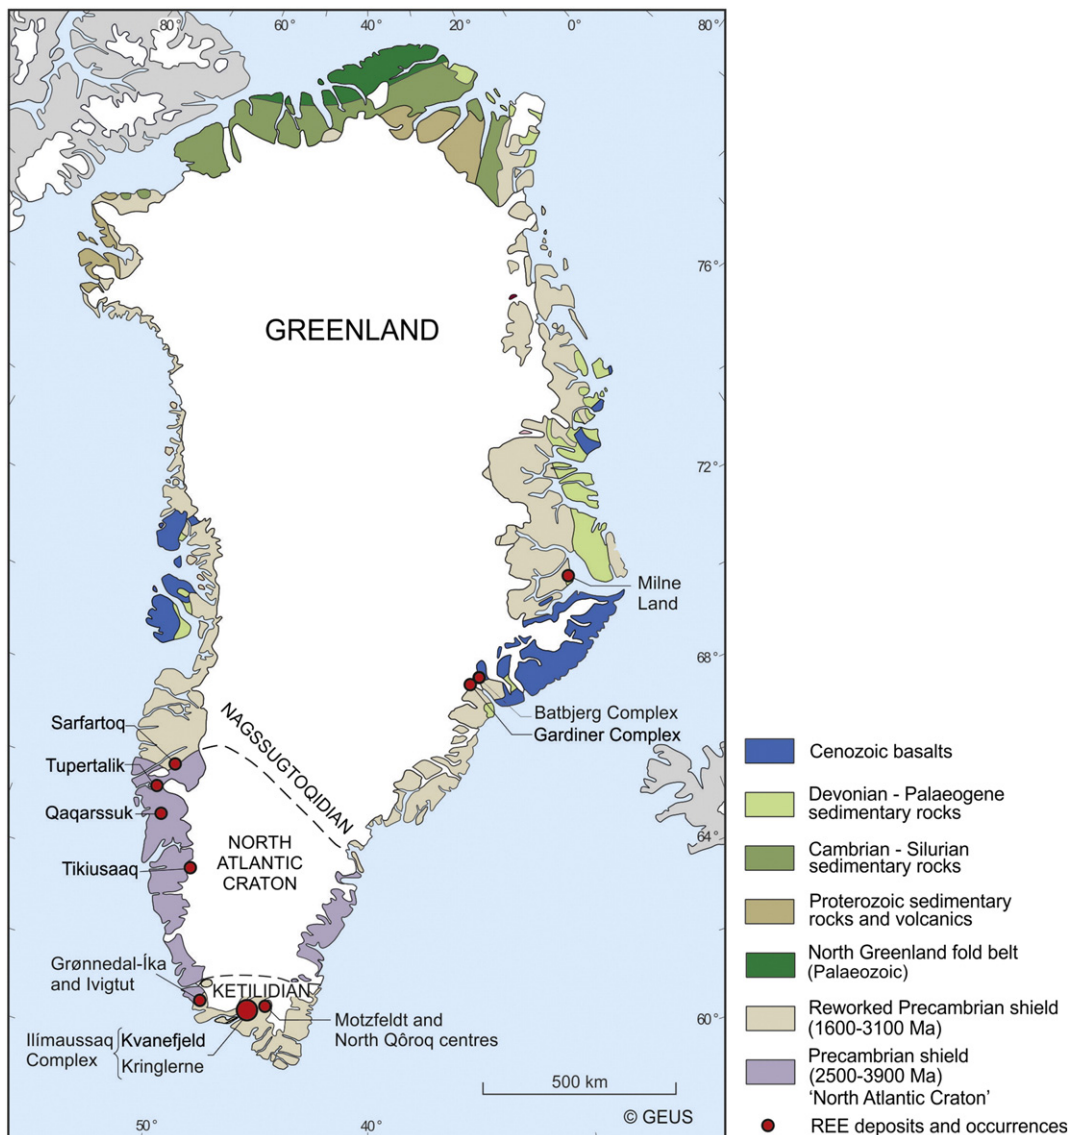 80°
60°
40°
20°
0°
80°
76°
GREENLAND
72°
Milne
Land
68°
Batbjerg Complex
Gardiner Complex
NAGSSUGTOQIDIAN
Sarfartoq
Tupertalik
Qaqarssuk
Tikiusaaq
NORTH
ATLANTIC
CRATON
64°
Grønnedal-Íka
and Ivigtut
KETILIDIAN
Motzfeldt and
North Qôroq centres
60°
Ilímaussaq
Complex
Kvanefjeld
Kringlerne
500 km
© GEUS
50°
40°
Cenozoic basalts
Devonian - Palaeogene
sedimentary rocks
Cambrian - Silurian
sedimentary rocks
Proterozoic sedimentary
rocks and volcanics
North Greenland fold belt
(Palaeozoic)
Reworked Precambrian shield
(1600-3100 Ma)
Precambrian shield
(2500-3900 Ma)
‘North Atlantic Craton’
REE deposits and occurrences